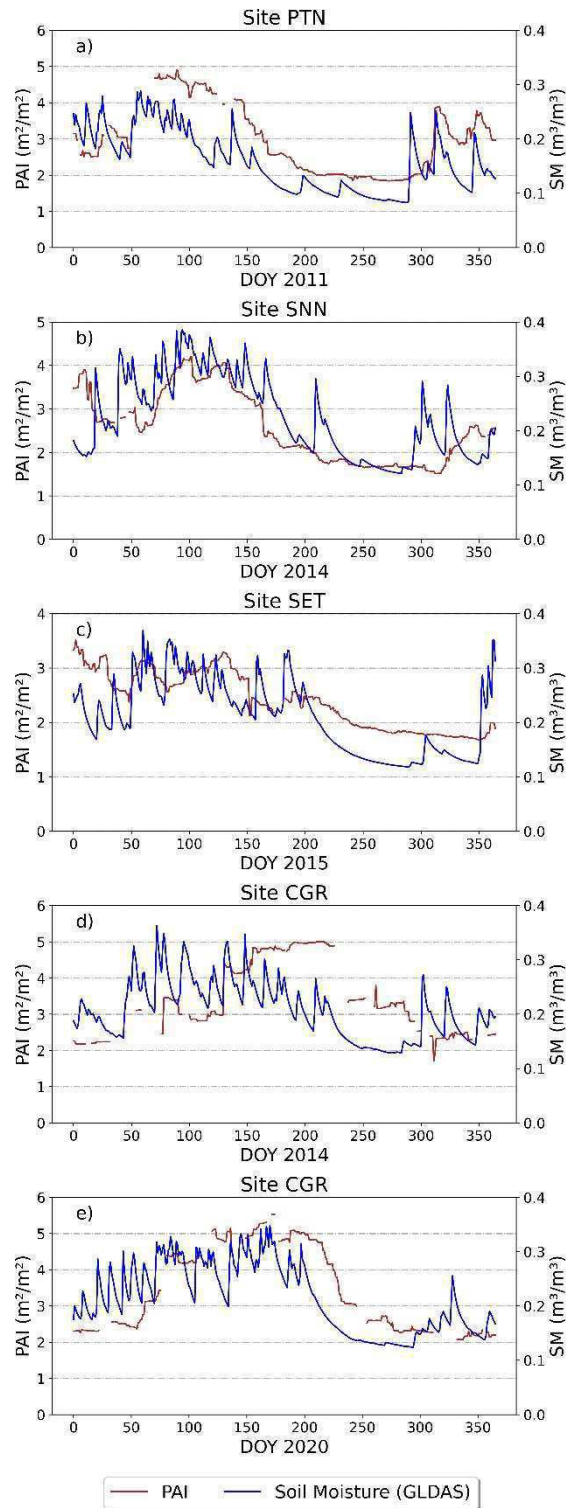 Site PTN
a)
6
5
4
3
2
1
0
PAI (m²/m²)
0.4
0.3
0.2
0.1
0.0
SM (m³/m³)
0 50 100 150 200 250 300 350
DOY 2011
Site SNN
b)
5
4
3
2
1
0
PAI (m²/m²)
0.4
0.3
0.2
0.1
0.0
SM (m³/m³)
0 50 100 150 200 250 300 350
DOY 2014
Site SET
c)
4
3
2
1
0
PAI (m²/m²)
0.4
0.3
0.2
0.1
0.0
SM (m³/m³)
0 50 100 150 200 250 300 350
DOY 2015
Site CGR
d)
6
5
4
3
2
1
0
PAI (m²/m²)
0.4
0.3
0.2
0.1
0.0
SM (m³/m³)
0 50 100 150 200 250 300 350
DOY 2014
Site CGR
e)
6
5
4
3
2
1
0
PAI (m²/m²)
0.4
0.3
0.2
0.1
0.0
SM (m³/m³)
0 50 100 150 200 250 300 350
DOY 2020
PAI Soil Moisture (GLDAS)